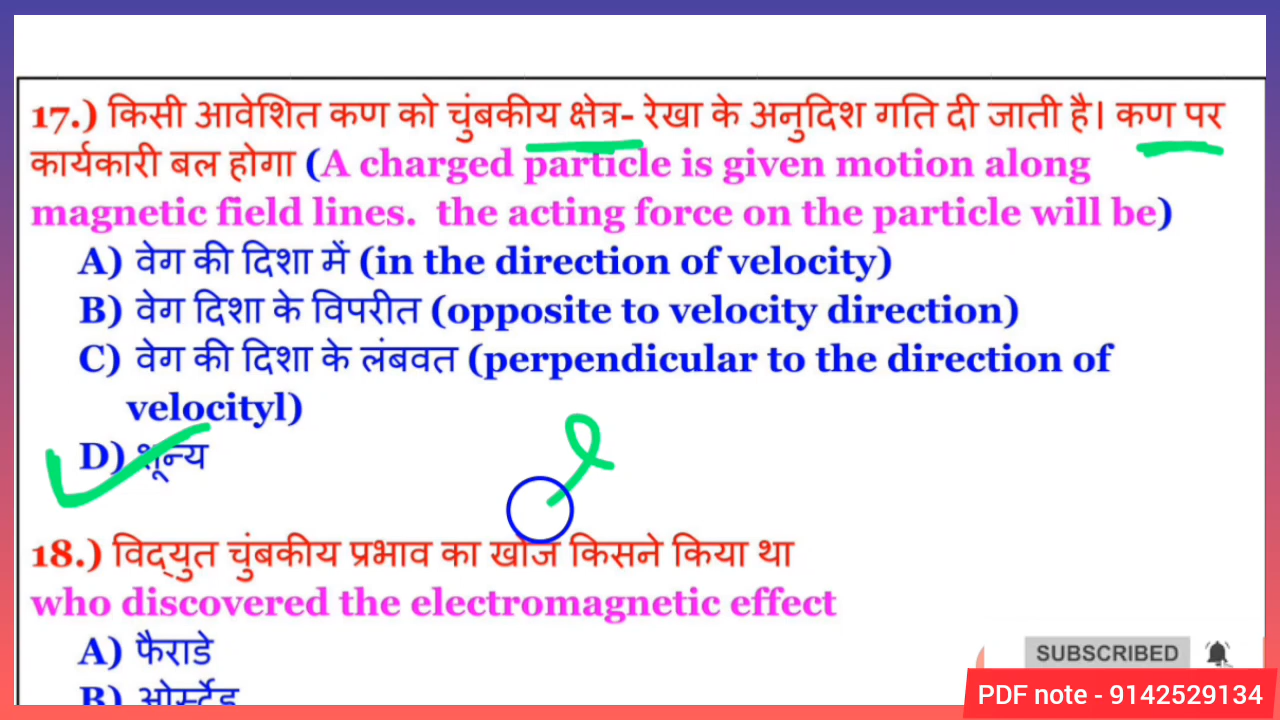 17.) किसी आवेशित कण को चुंबकीय क्षेत्र- रेखा के अनुदिश गति दी जाती है। कण पर
कार्यकारी बल होगा (A charged particle is given motion along
magnetic field lines. the acting force on the particle will be)
A) वेग की दिशा में (in the direction of velocity)
B) वेग दिशा के विपरीत (opposite to velocity direction)
C) वेग की दिशा के लंबवत (perpendicular to the direction of
velocityl)
D) शून्य
18.) विद्युत चुंबकीय प्रभाव का खोज किसने किया था
who discovered the electromagnetic effect
A) फैराडे
B) ओर्स्टेड
SUBSCRIBED
PDF note - 9142529134